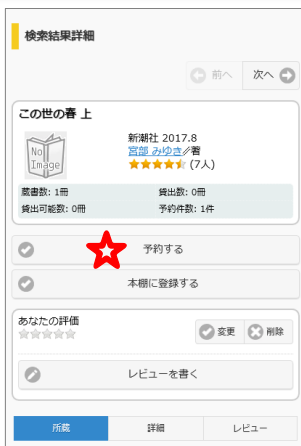 検索結果詳細
前へ 次へ
この世の春 上
No Image
新潮社 2017.8
宮部 みゆき∥著
(7人)
蔵書数: 1冊 貸出数: 0冊
貸出可能数: 0冊 予約件数: 1件
予約する
本棚に登録する
あなたの評価
変更 削除
レビューを書く
所蔵 詳細 レビュー